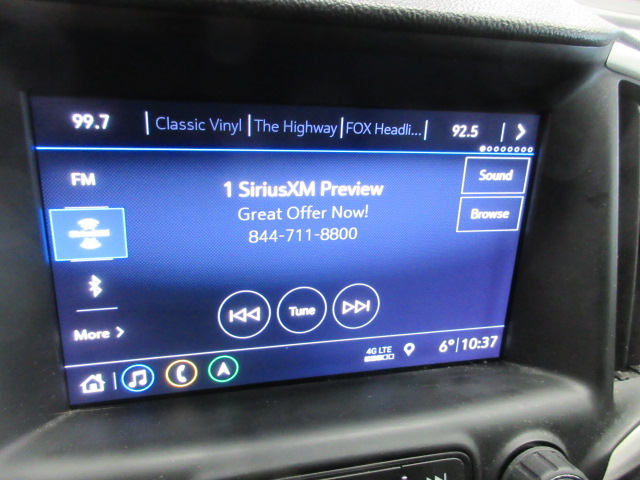 99.7 | Classic Vinyl | The Highway | FOX Headli... | 92.5 | >
FM
1 SiriusXM Preview
Great Offer Now!
844-711-8800
Sound
Browse
More >
Tune
4G LTE
6° | 10:37